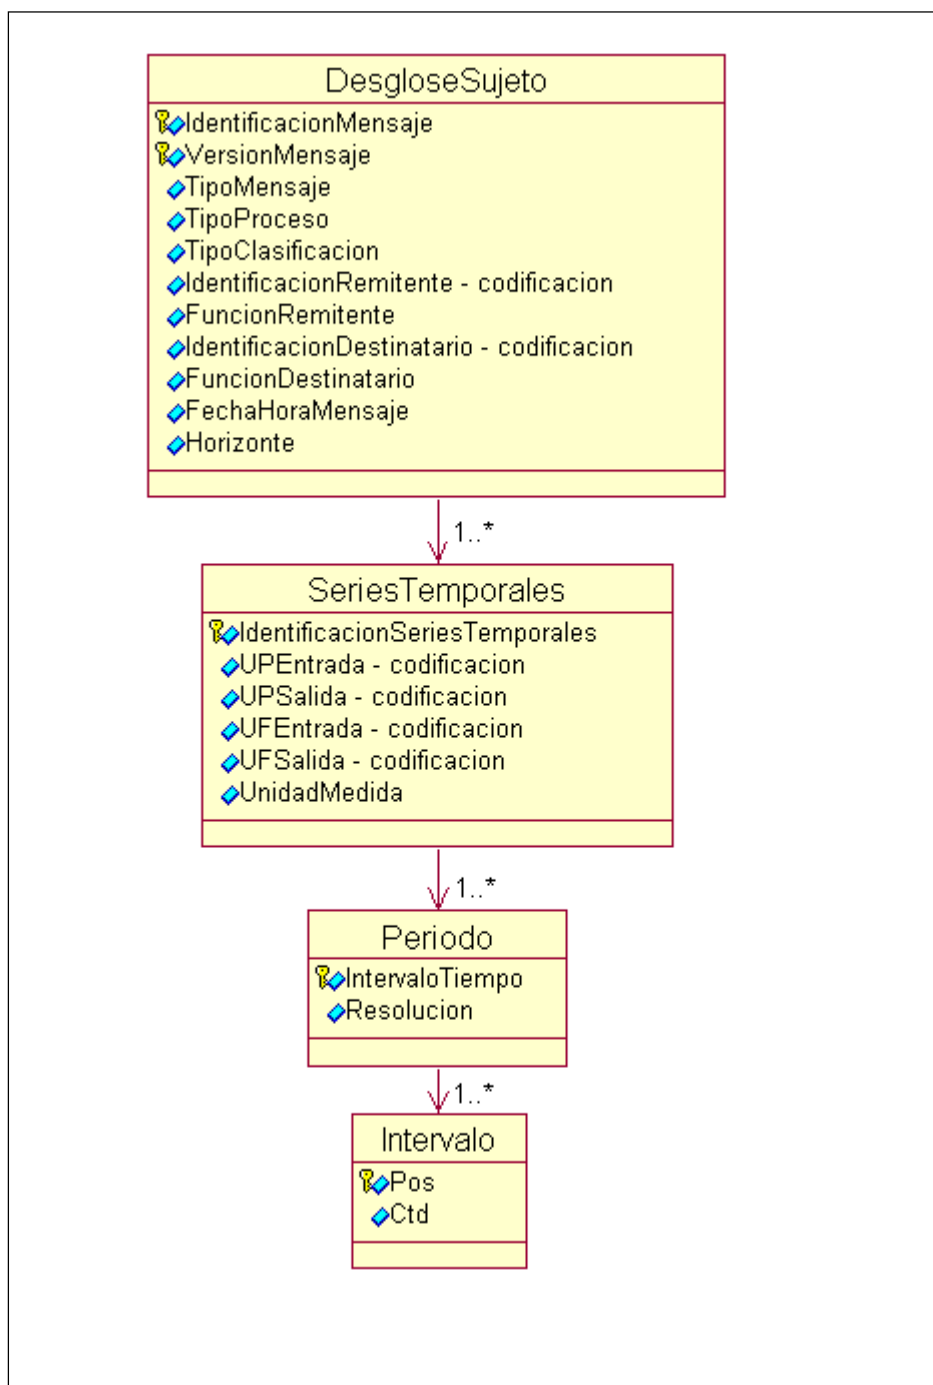 DesgloseSujeto
IdentificacionMensaje
VersionMensaje
TipoMensaje
TipoProceso
TipoClasificacion
IdentificacionRemitente - codificacion
FuncionRemitente
IdentificacionDestinatario - codificacion
FuncionDestinatario
FechaHoraMensaje
Horizonte
1..*
SeriesTemporales
IdentificacionSeriesTemporales
UPEntrada - codificacion
UPSalida - codificacion
UFEntrada - codificacion
UFSalida - codificacion
UnidadMedida
1..*
Periodo
IntervaloTiempo
Resolucion
1..*
Intervalo
Pos
Ctd